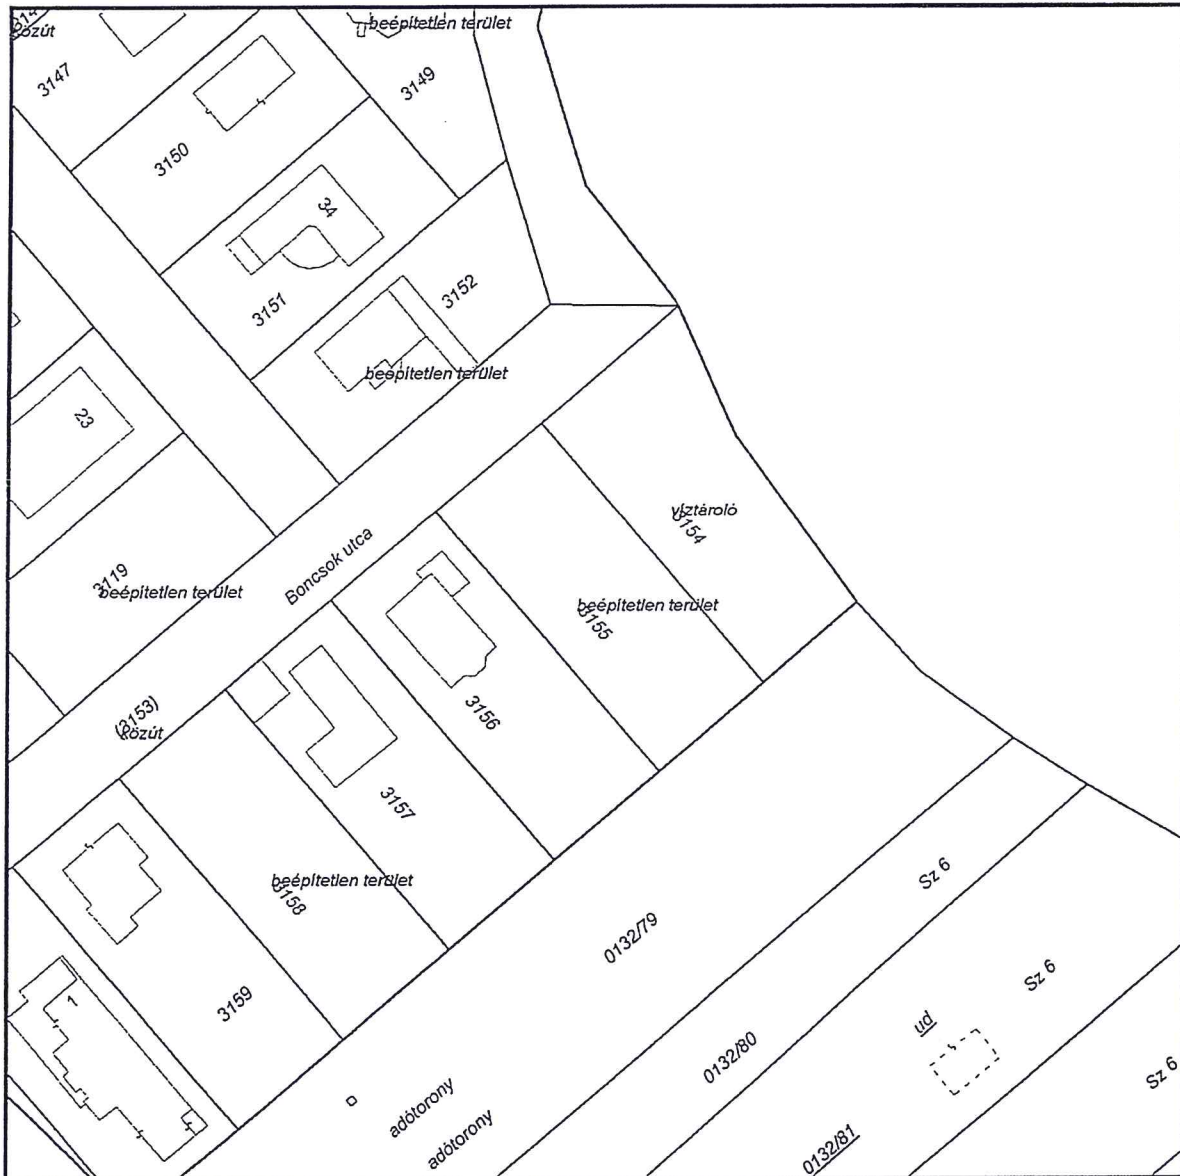 beépítetlen terület
közút
3147
3149
3150
34
3151
3152
beépítetlen terület
23
víztároló
3154
Boncsok utca
3119
beépítetlen terület
beépítetlen terület
3155
(3153)
közút
3156
3157
beépítetlen terület
3158
Sz 6
0132/79
3159
1
Sz 6
ud
0132/80
Sz 6
adótorony
adótorony
0132/81